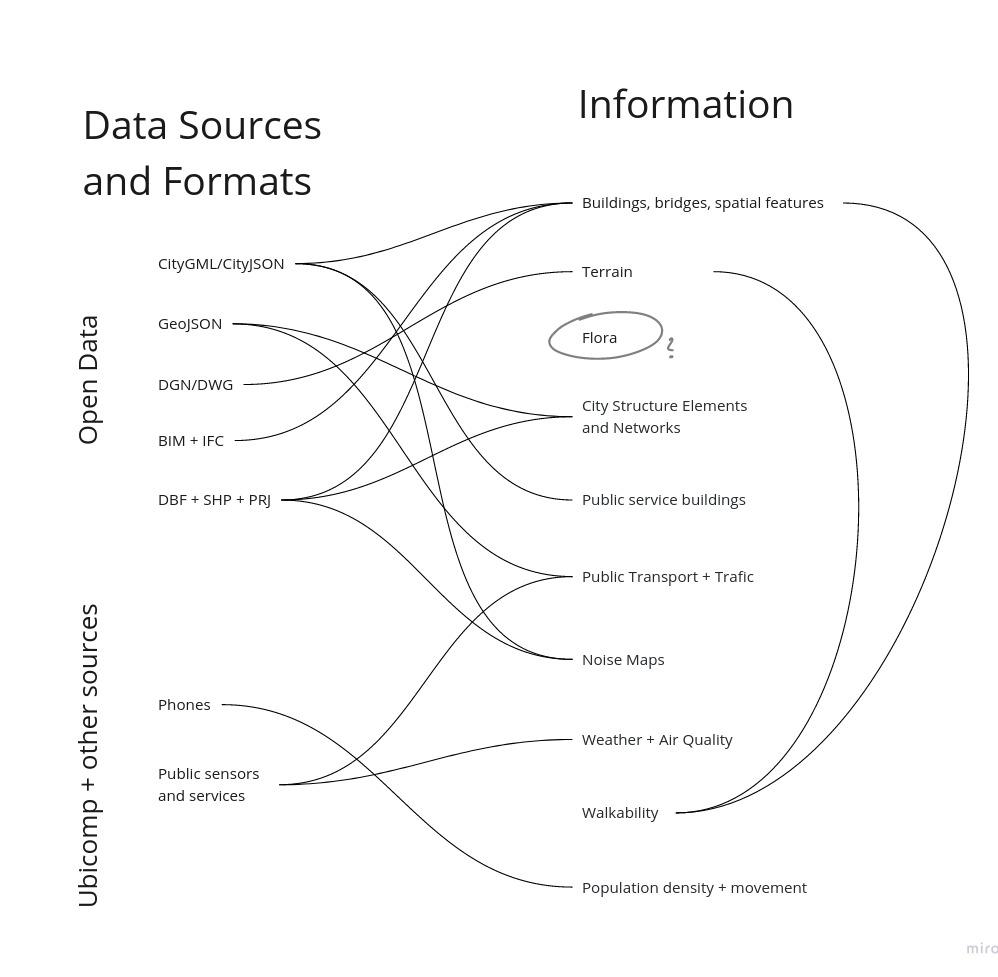 Data Sources
and Formats
Information
Open Data
CityGML/CityJSON
GeoJSON
DGN/DWG
BIM + IFC
DBF + SHP + PRJ
Ubicomp + other sources
Phones
Public sensors
and services
Buildings, bridges, spatial features
Terrain
Flora
?
City Structure Elements
and Networks
Public service buildings
Public Transport + Trafic
Noise Maps
Weather + Air Quality
Walkability
Population density + movement
miro